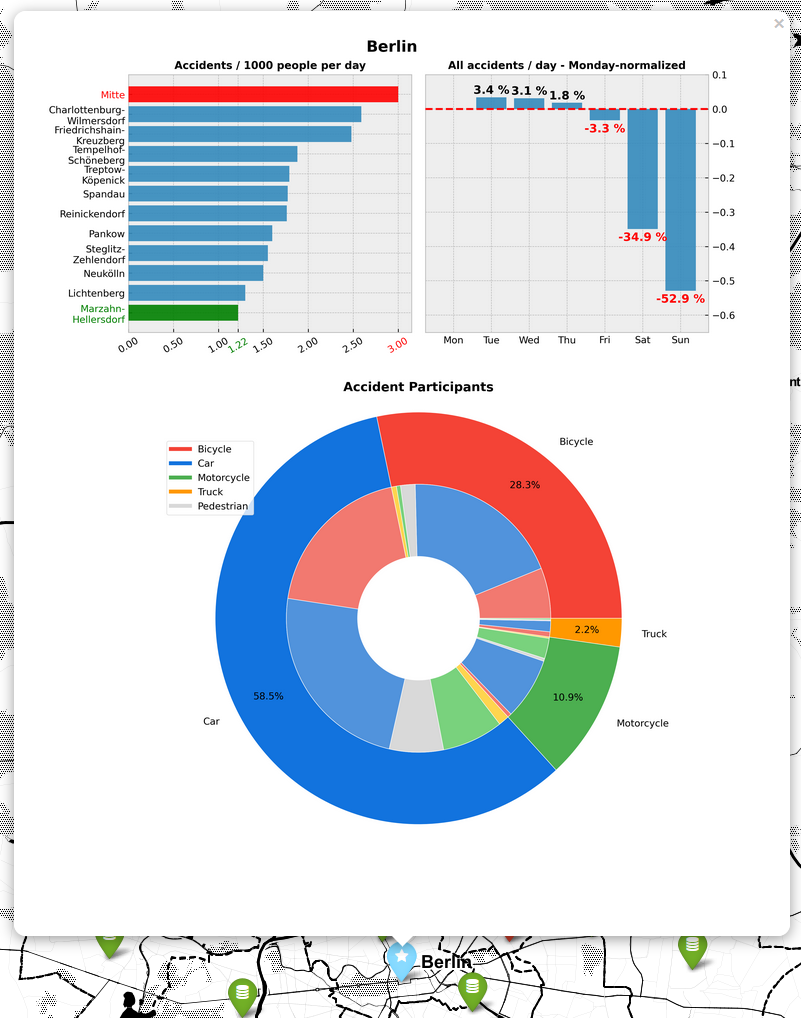 ×
Berlin
Accidents / 1000 people per day
Mitte
Charlottenburg-
Wilmersdorf
Friedrichshain-
Kreuzberg
Tempelhof-
Schöneberg
Treptow-
Köpenick
Spandau
Reinickendorf
Pankow
Steglitz-
Zehlendorf
Neukölln
Lichtenberg
Marzahn-
Hellersdorf
0.00 0.50 1.00 1.22 1.50 2.00 2.50 3.00
All accidents / day - Monday-normalized
3.4 % 3.1 % 1.8 %
-3.3 %
-34.9 %
-52.9 %
0.1
0.0
−0.1
−0.2
−0.3
−0.4
−0.5
−0.6
Mon Tue Wed Thu Fri Sat Sun
Accident Participants
Bicycle
Car
Motorcycle
Truck
Pedestrian
Bicycle
28.3%
2.2%
Truck
58.5%
10.9%
Car
Motorcycle
nt
Berlin